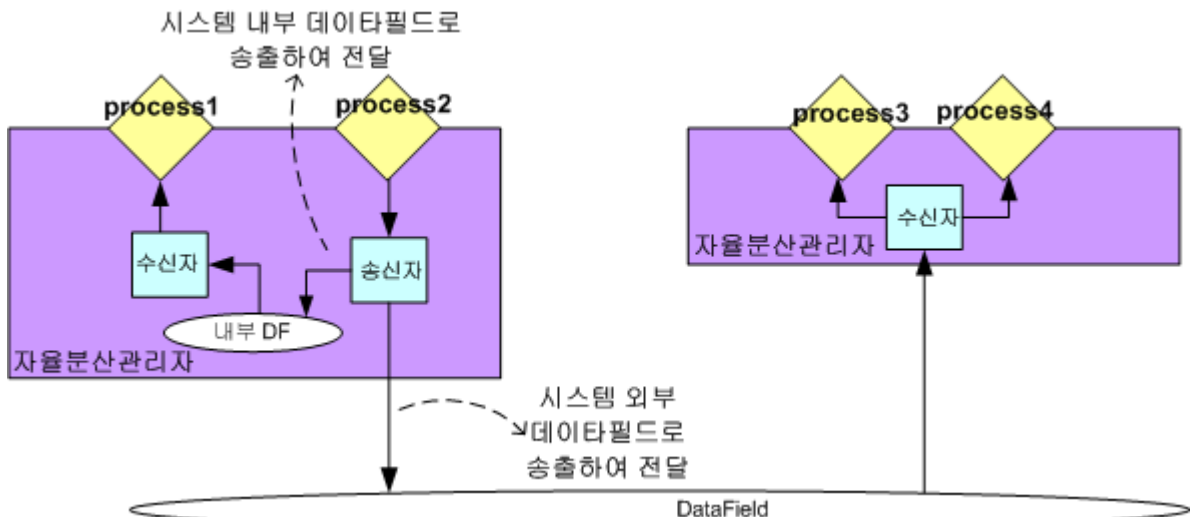 시스템 내부 데이타필드로
송출하여 전달
process1
process2
process3
process4
수신자
송신자
수신자
자율분산관리자
내부 DF
자율분산관리자
시스템 외부
데이타필드로
송출하여 전달
DataField